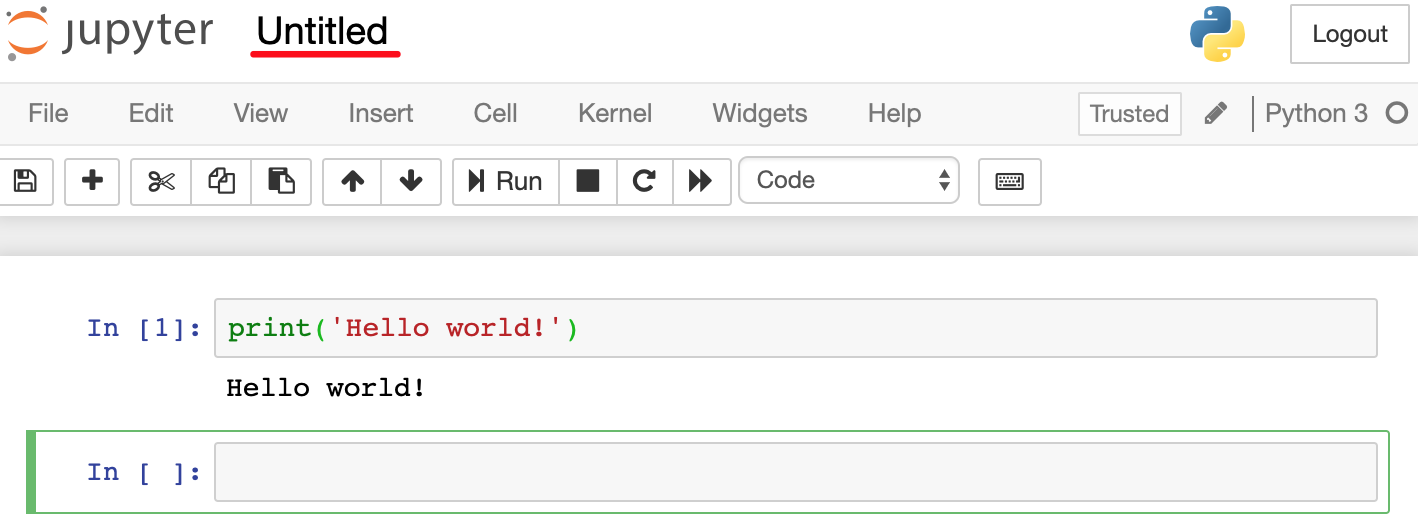 jupyter Untitled Logout
File Edit View Insert Cell Kernel Widgets Help Trusted Python 3
Run Code
In [1]: print('Hello world!')
Hello world!
In [ ]: